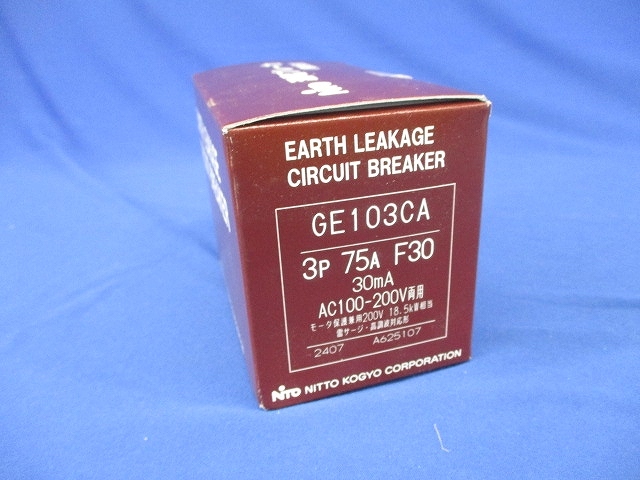 EARTH LEAKAGE
CIRCUIT BREAKER
GE103CA
3P 75A F30
30mA
AC100-200V両用
モータ保護兼用200V 18.5kW相当
雷サージ・高調波対応形
2407 A625107
NiTO NITTO KOGYO CORPORATION